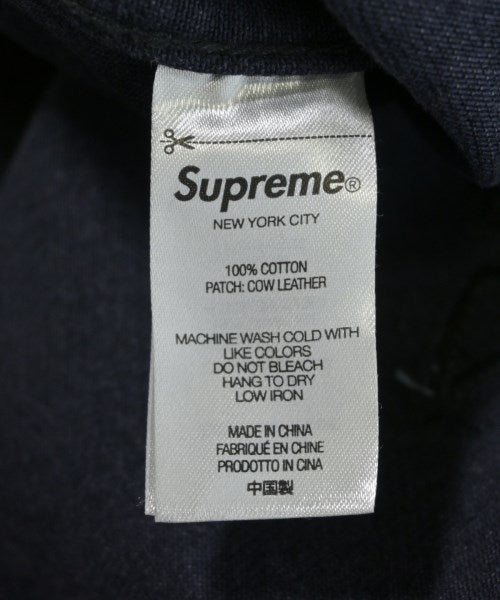 Supreme®
NEW YORK CITY
100% COTTON
PATCH: COW LEATHER
MACHINE WASH COLD WITH
LIKE COLORS
DO NOT BLEACH
HANG TO DRY
LOW IRON
MADE IN CHINA
FABRIQUÉ EN CHINE
PRODOTTO IN CINA
中国製